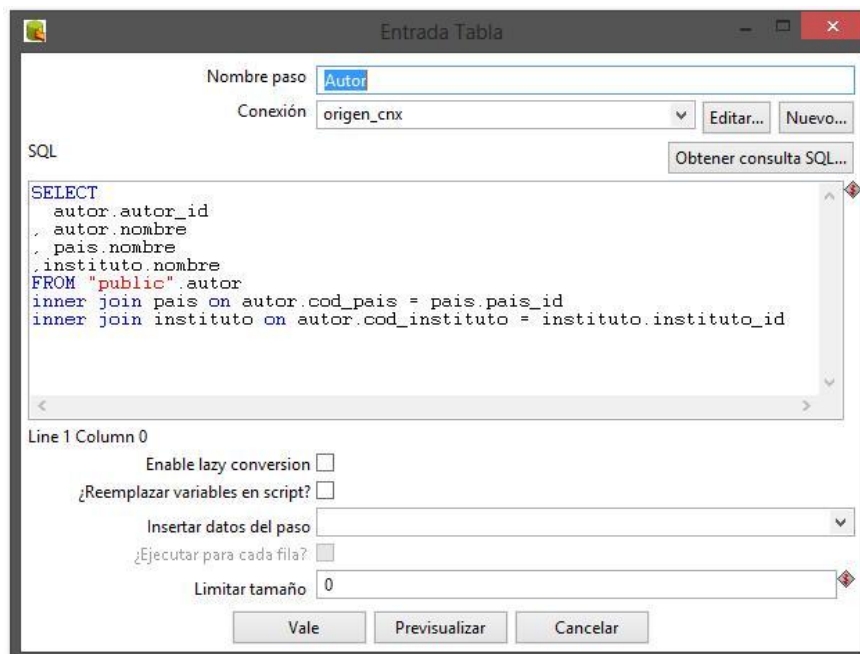 Entrada Tabla
Nombre paso Autor
Conexión origen_cnx Editar... Nuevo...
SQL Obtener consulta SQL...
SELECT
autor.autor_id
, autor.nombre
, pais.nombre
,instituto.nombre
FROM "public".autor
inner join pais on autor.cod_pais = pais.pais_id
inner join instituto on autor.cod_instituto = instituto.instituto_id
Line 1 Column 0
Enable lazy conversion
¿Reemplazar variables en script?
Insertar datos del paso
¿Ejecutar para cada fila?
Limitar tamaño 0
Vale Previsualizar Cancelar